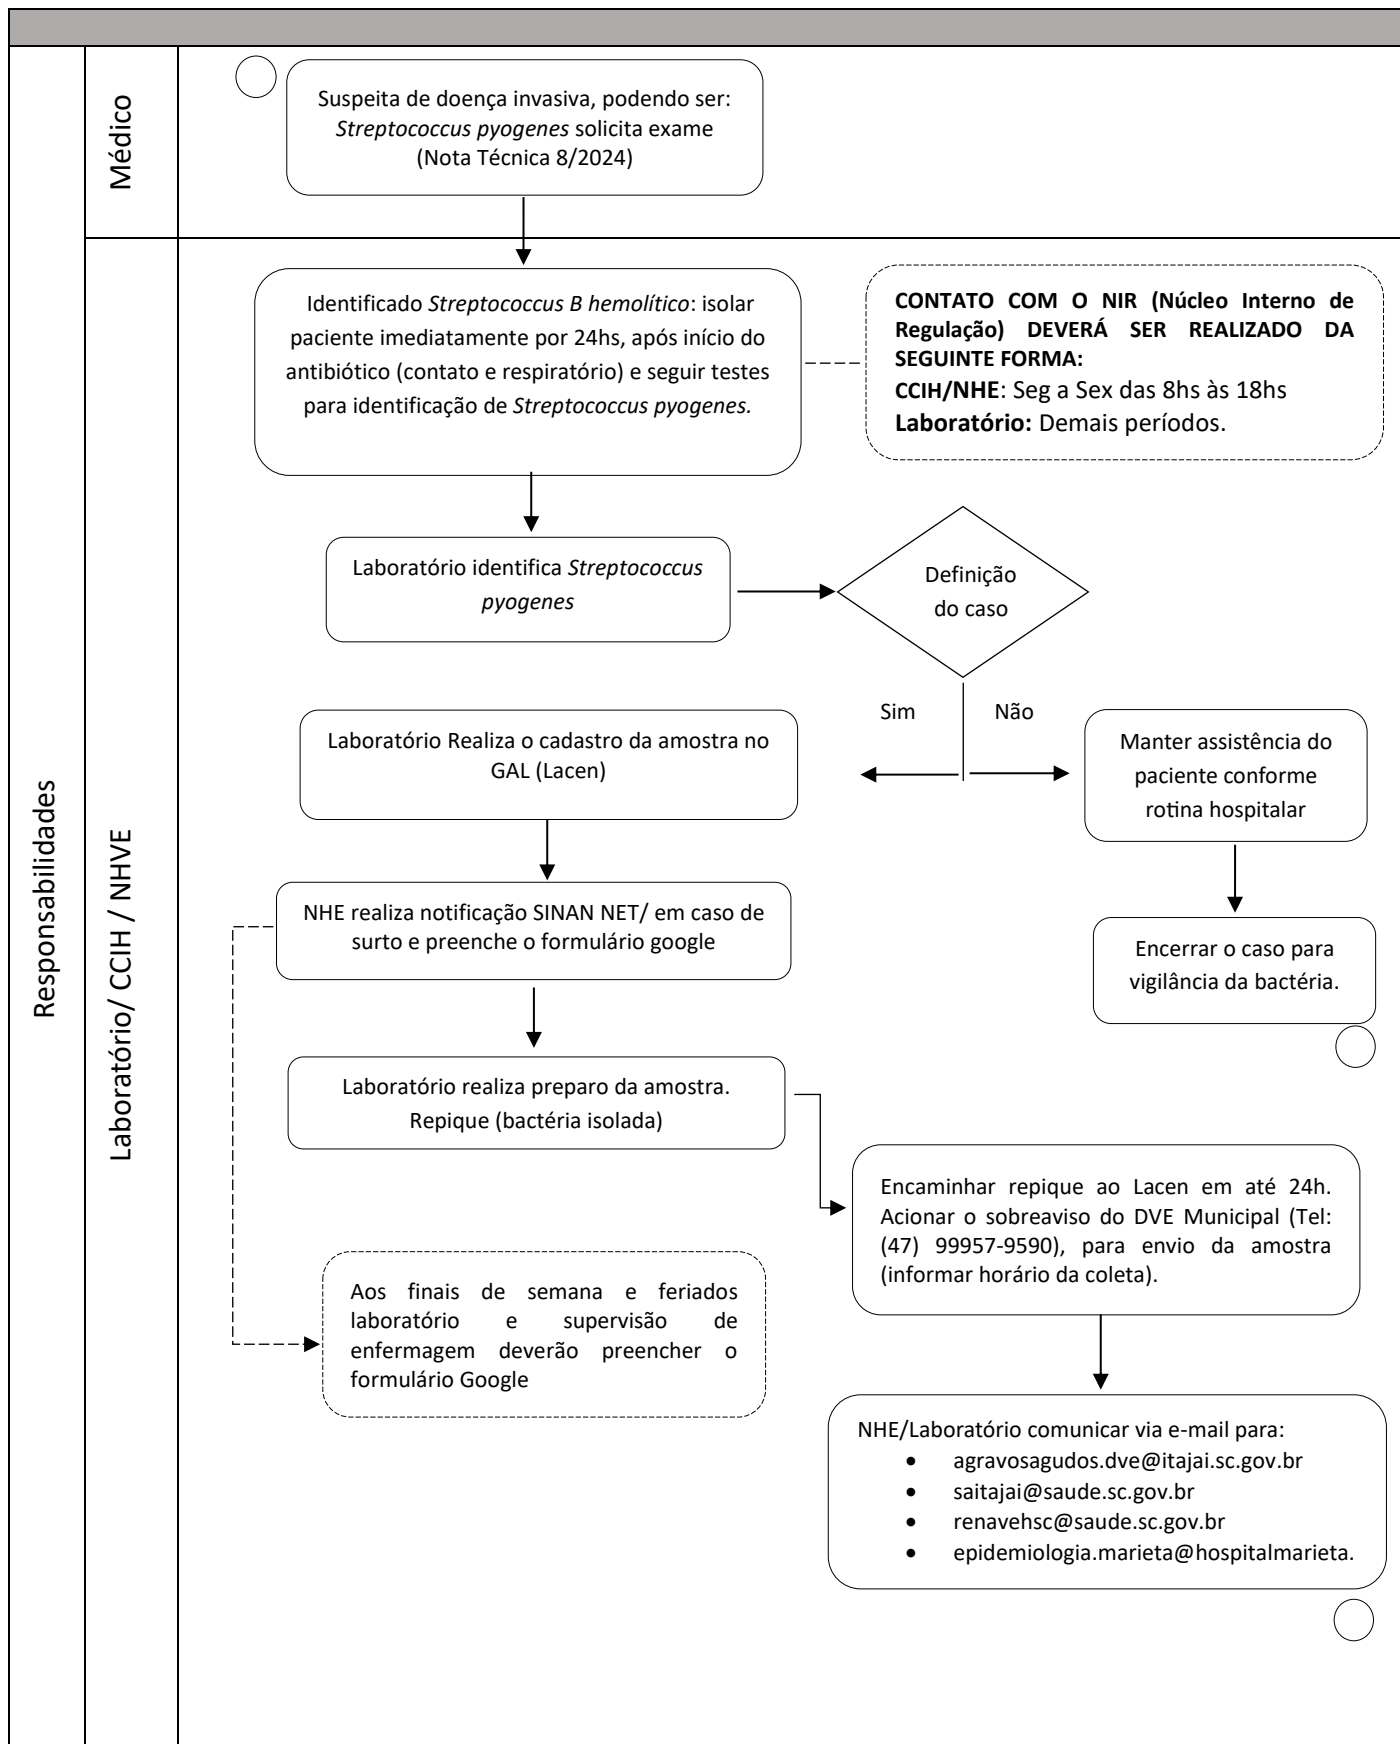 Responsabilidades
Médico
Suspeita de doença invasiva, podendo ser:
Streptococcus pyogenes solicita exame
(Nota Técnica 8/2024)
Laboratório/ CCIH / NHVE
Identificado Streptococcus B hemolítico: isolar
paciente imediatamente por 24hs, após início do
antibiótico (contato e respiratório) e seguir testes
para identificação de Streptococcus pyogenes.
CONTATO COM O NIR (Núcleo Interno de
Regulação) DEVERÁ SER REALIZADO DA
SEGUINTE FORMA:
CCIH/NHE: Seg a Sex das 8hs às 18hs
Laboratório: Demais períodos.
Laboratório identifica Streptococcus
pyogenes
Definição
do caso
Sim
Não
Laboratório Realiza o cadastro da amostra no
GAL (Lacen)
Manter assistência do
paciente conforme
rotina hospitalar
NHE realiza notificação SINAN NET/ em caso de
surto e preenche o formulário google
Encerrar o caso para
vigilância da bactéria.
Laboratório realiza preparo da amostra.
Repique (bactéria isolada)
Encaminhar repique ao Lacen em até 24h.
Acionar o sobreaviso do DVE Municipal (Tel:
(47) 99957-9590), para envio da amostra
(informar horário da coleta).
Aos finais de semana e feriados
laboratório e supervisão de
enfermagem deverão preencher o
formulário Google
NHE/Laboratório comunicar via e-mail para:
• agravosagudos.dve@itajai.sc.gov.br
• saitajai@saude.sc.gov.br
• renavehsc@saude.sc.gov.br
• epidemiologia.marieta@hospitalmarieta.